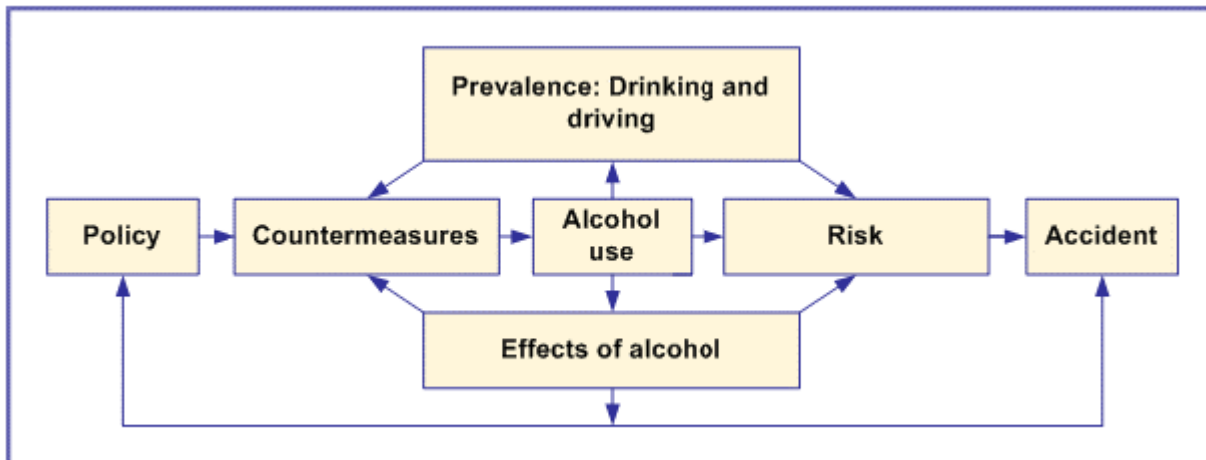 Prevalence: Drinking and
driving
Policy
Countermeasures
Alcohol
use
Risk
Accident
Effects of alcohol